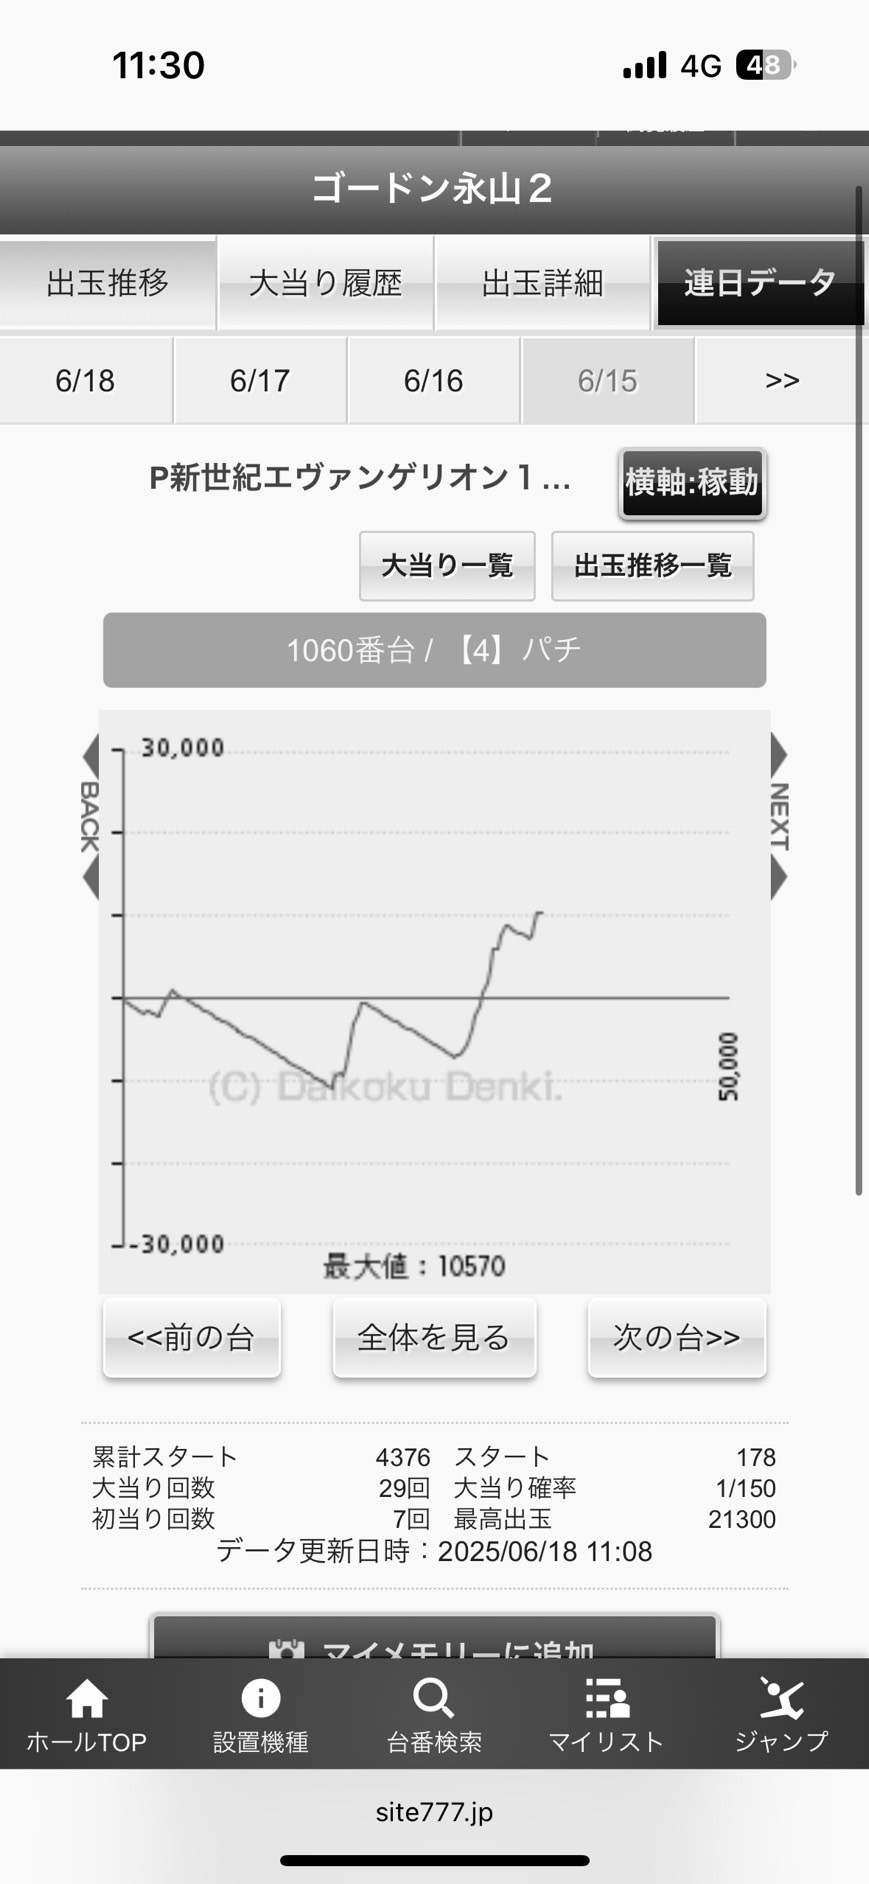 11:30 4G 48
ゴードン永山２
出玉推移 大当り履歴 出玉詳細 連日データ
6/18 6/17 6/16 6/15 >>
P新世紀エヴァンゲリオン１... 横軸:稼動
大当り一覧 出玉推移一覧
1060番台 / 【4】パチ
30,000
BACK
NEXT
50,000
(C) Daikoku Denki.
-30,000
最大値：10570
<<前の台 全体を見る 次の台>>
累計スタート 4376 スタート 178
大当り回数 29回 大当り確率 1/150
初当り回数 7回 最高出玉 21300
データ更新日時：2025/06/18 11:08
マイメモリーに追加
ホールTOP 設置機種 台番検索 マイリスト ジャンプ
site777.jp